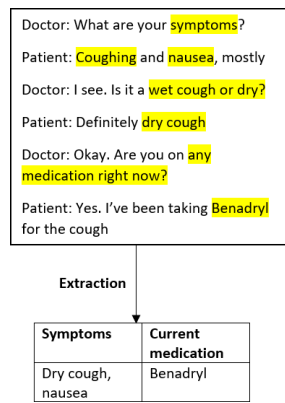 Doctor: What are your symptoms?
Patient: Coughing and nausea, mostly
Doctor: I see. Is it a wet cough or dry?
Patient: Definitely dry cough
Doctor: Okay. Are you on any
medication right now?
Patient: Yes. I've been taking Benadryl
for the cough
Extraction
Symptoms
Current
medication
Dry cough,
nausea
Benadryl